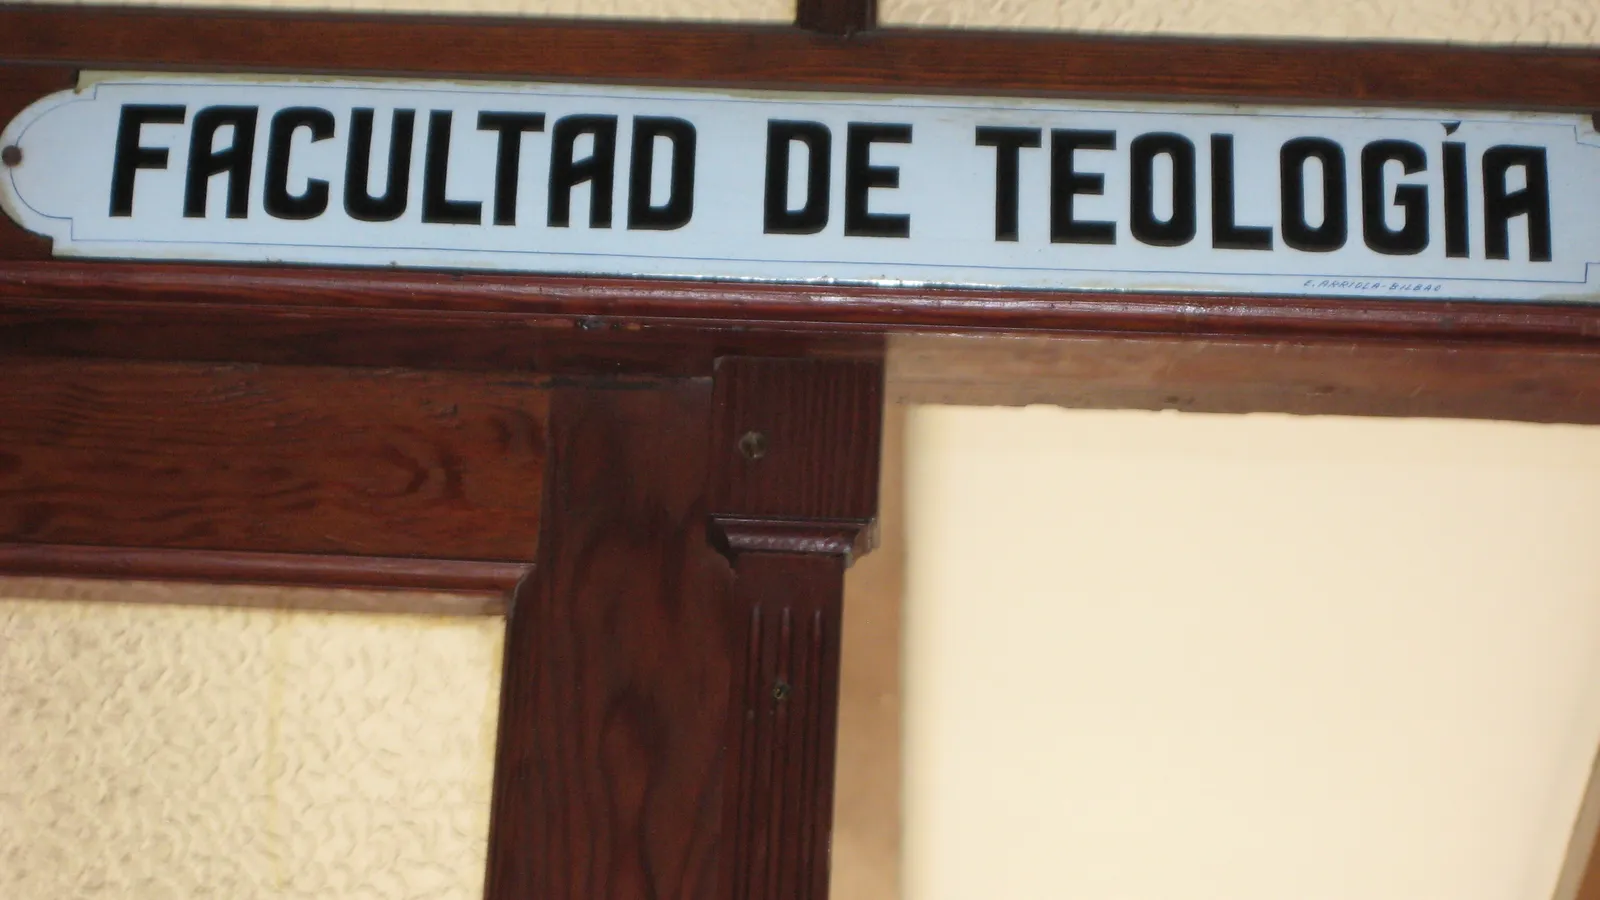 FACULTAD DE TEOLOGÍA
E. ARRIOLA-BILBAO